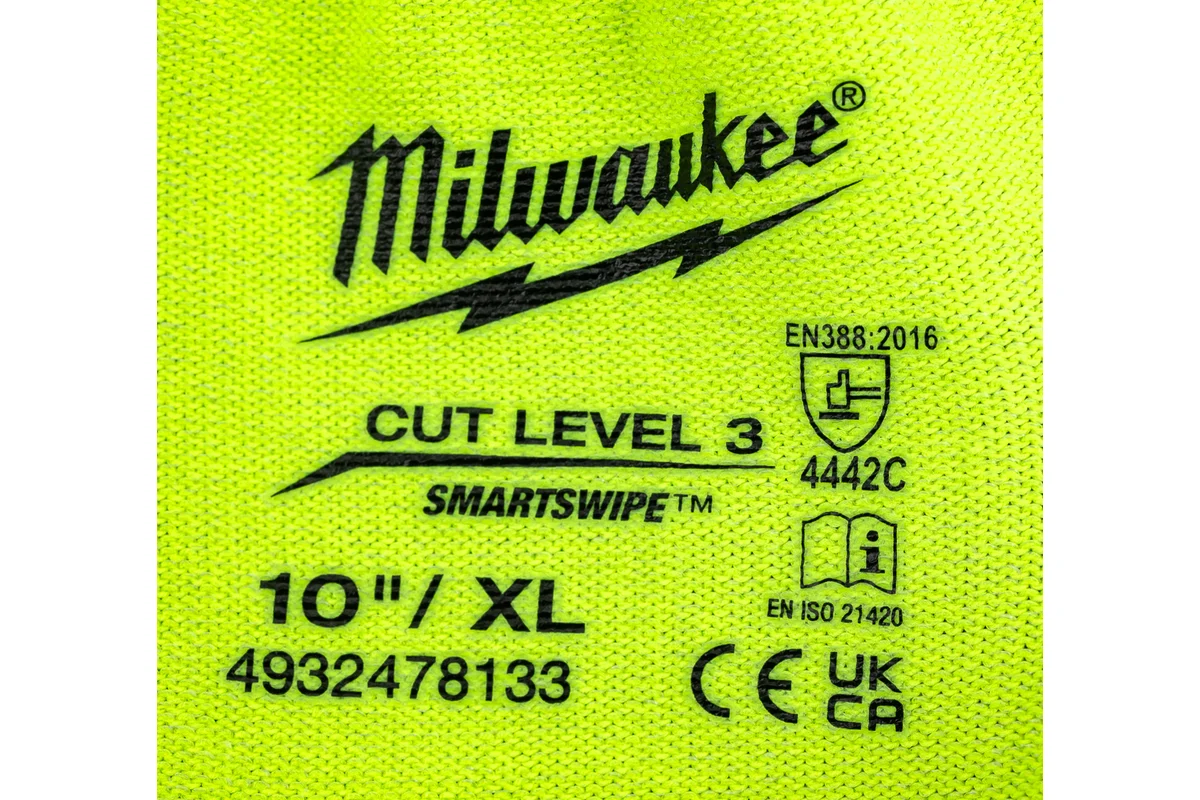 Milwaukee®
EN388:2016
CUT LEVEL 3
4442C
SMARTSWIPE™
i
10"/ XL
EN ISO 21420
4932478133
CE UK
CA